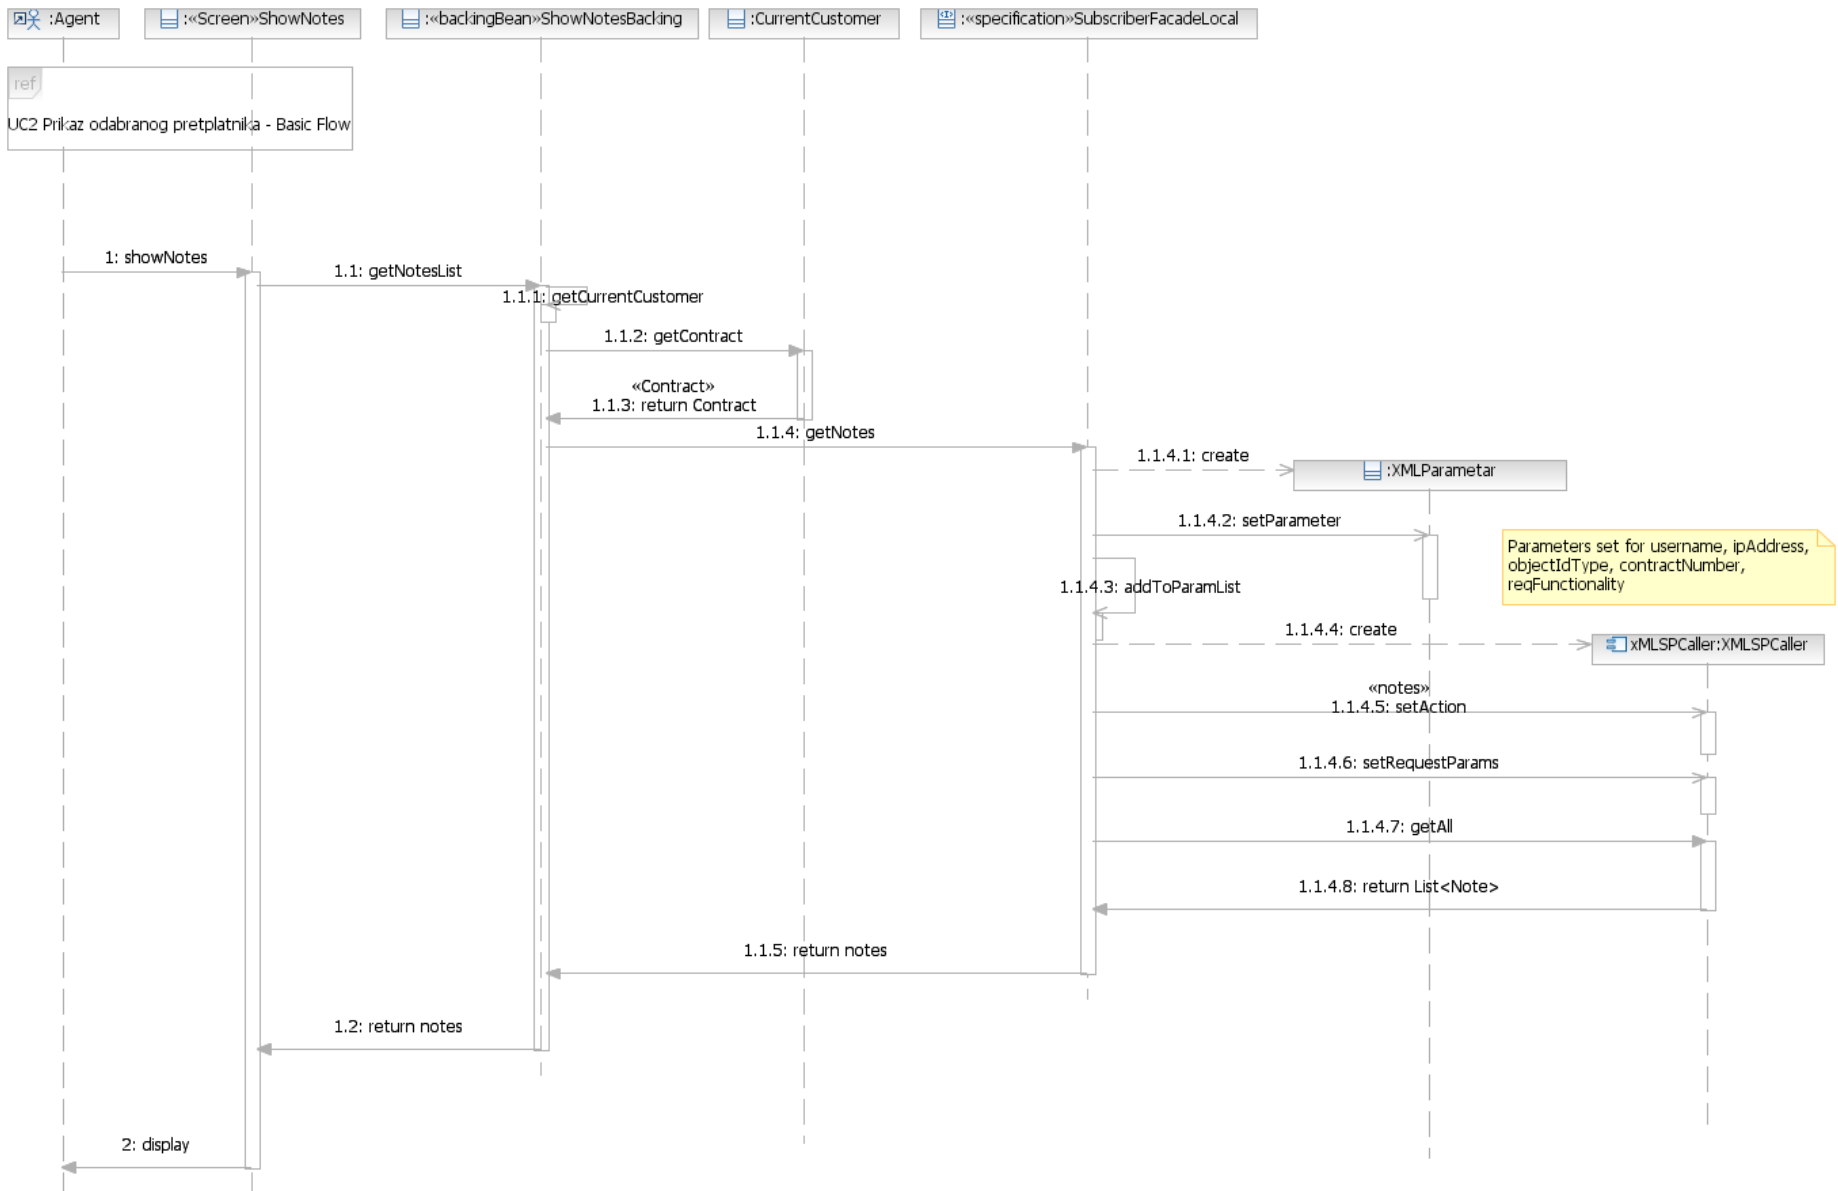 :Agent
:«Screen»ShowNotes
:«backingBean»ShowNotesBacking
:CurrentCustomer
:«specification»SubscriberFacadeLocal
ref
UC2 Prikaz odabranog pretplatnika - Basic Flow
1: showNotes
1.1: getNotesList
1.1.1: getCurrentCustomer
1.1.2: getContract
«Contract»
1.1.3: return Contract
1.1.4: getNotes
1.1.4.1: create
:XMLParametar
1.1.4.2: setParameter
Parameters set for username, ipAddress,
objectIdType, contractNumber,
reqFunctionality
1.1.4.3: addToParamList
1.1.4.4: create
xMLSPCaller:XMLSPCaller
«notes»
1.1.4.5: setAction
1.1.4.6: setRequestParams
1.1.4.7: getAll
1.1.4.8: return List<Note>
1.1.5: return notes
1.2: return notes
2: display